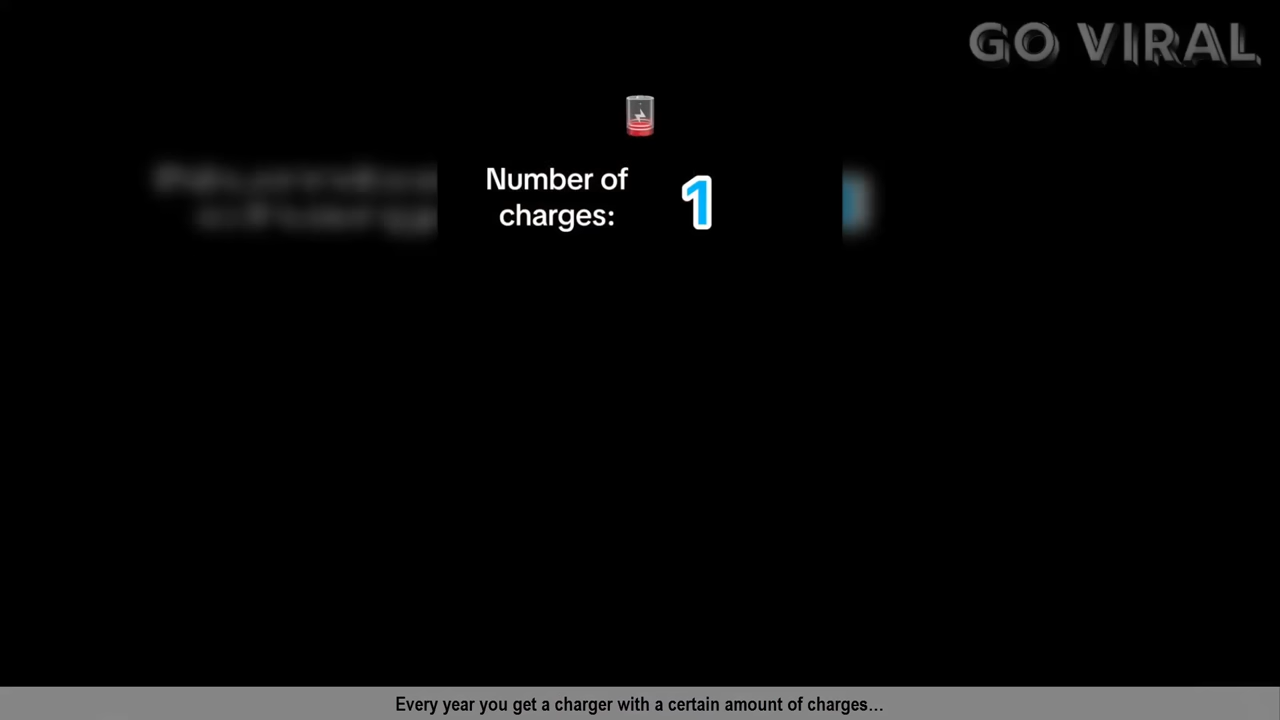 GO VIRAL
Number of
charges:
1
Every year you get a charger with a certain amount of charges...